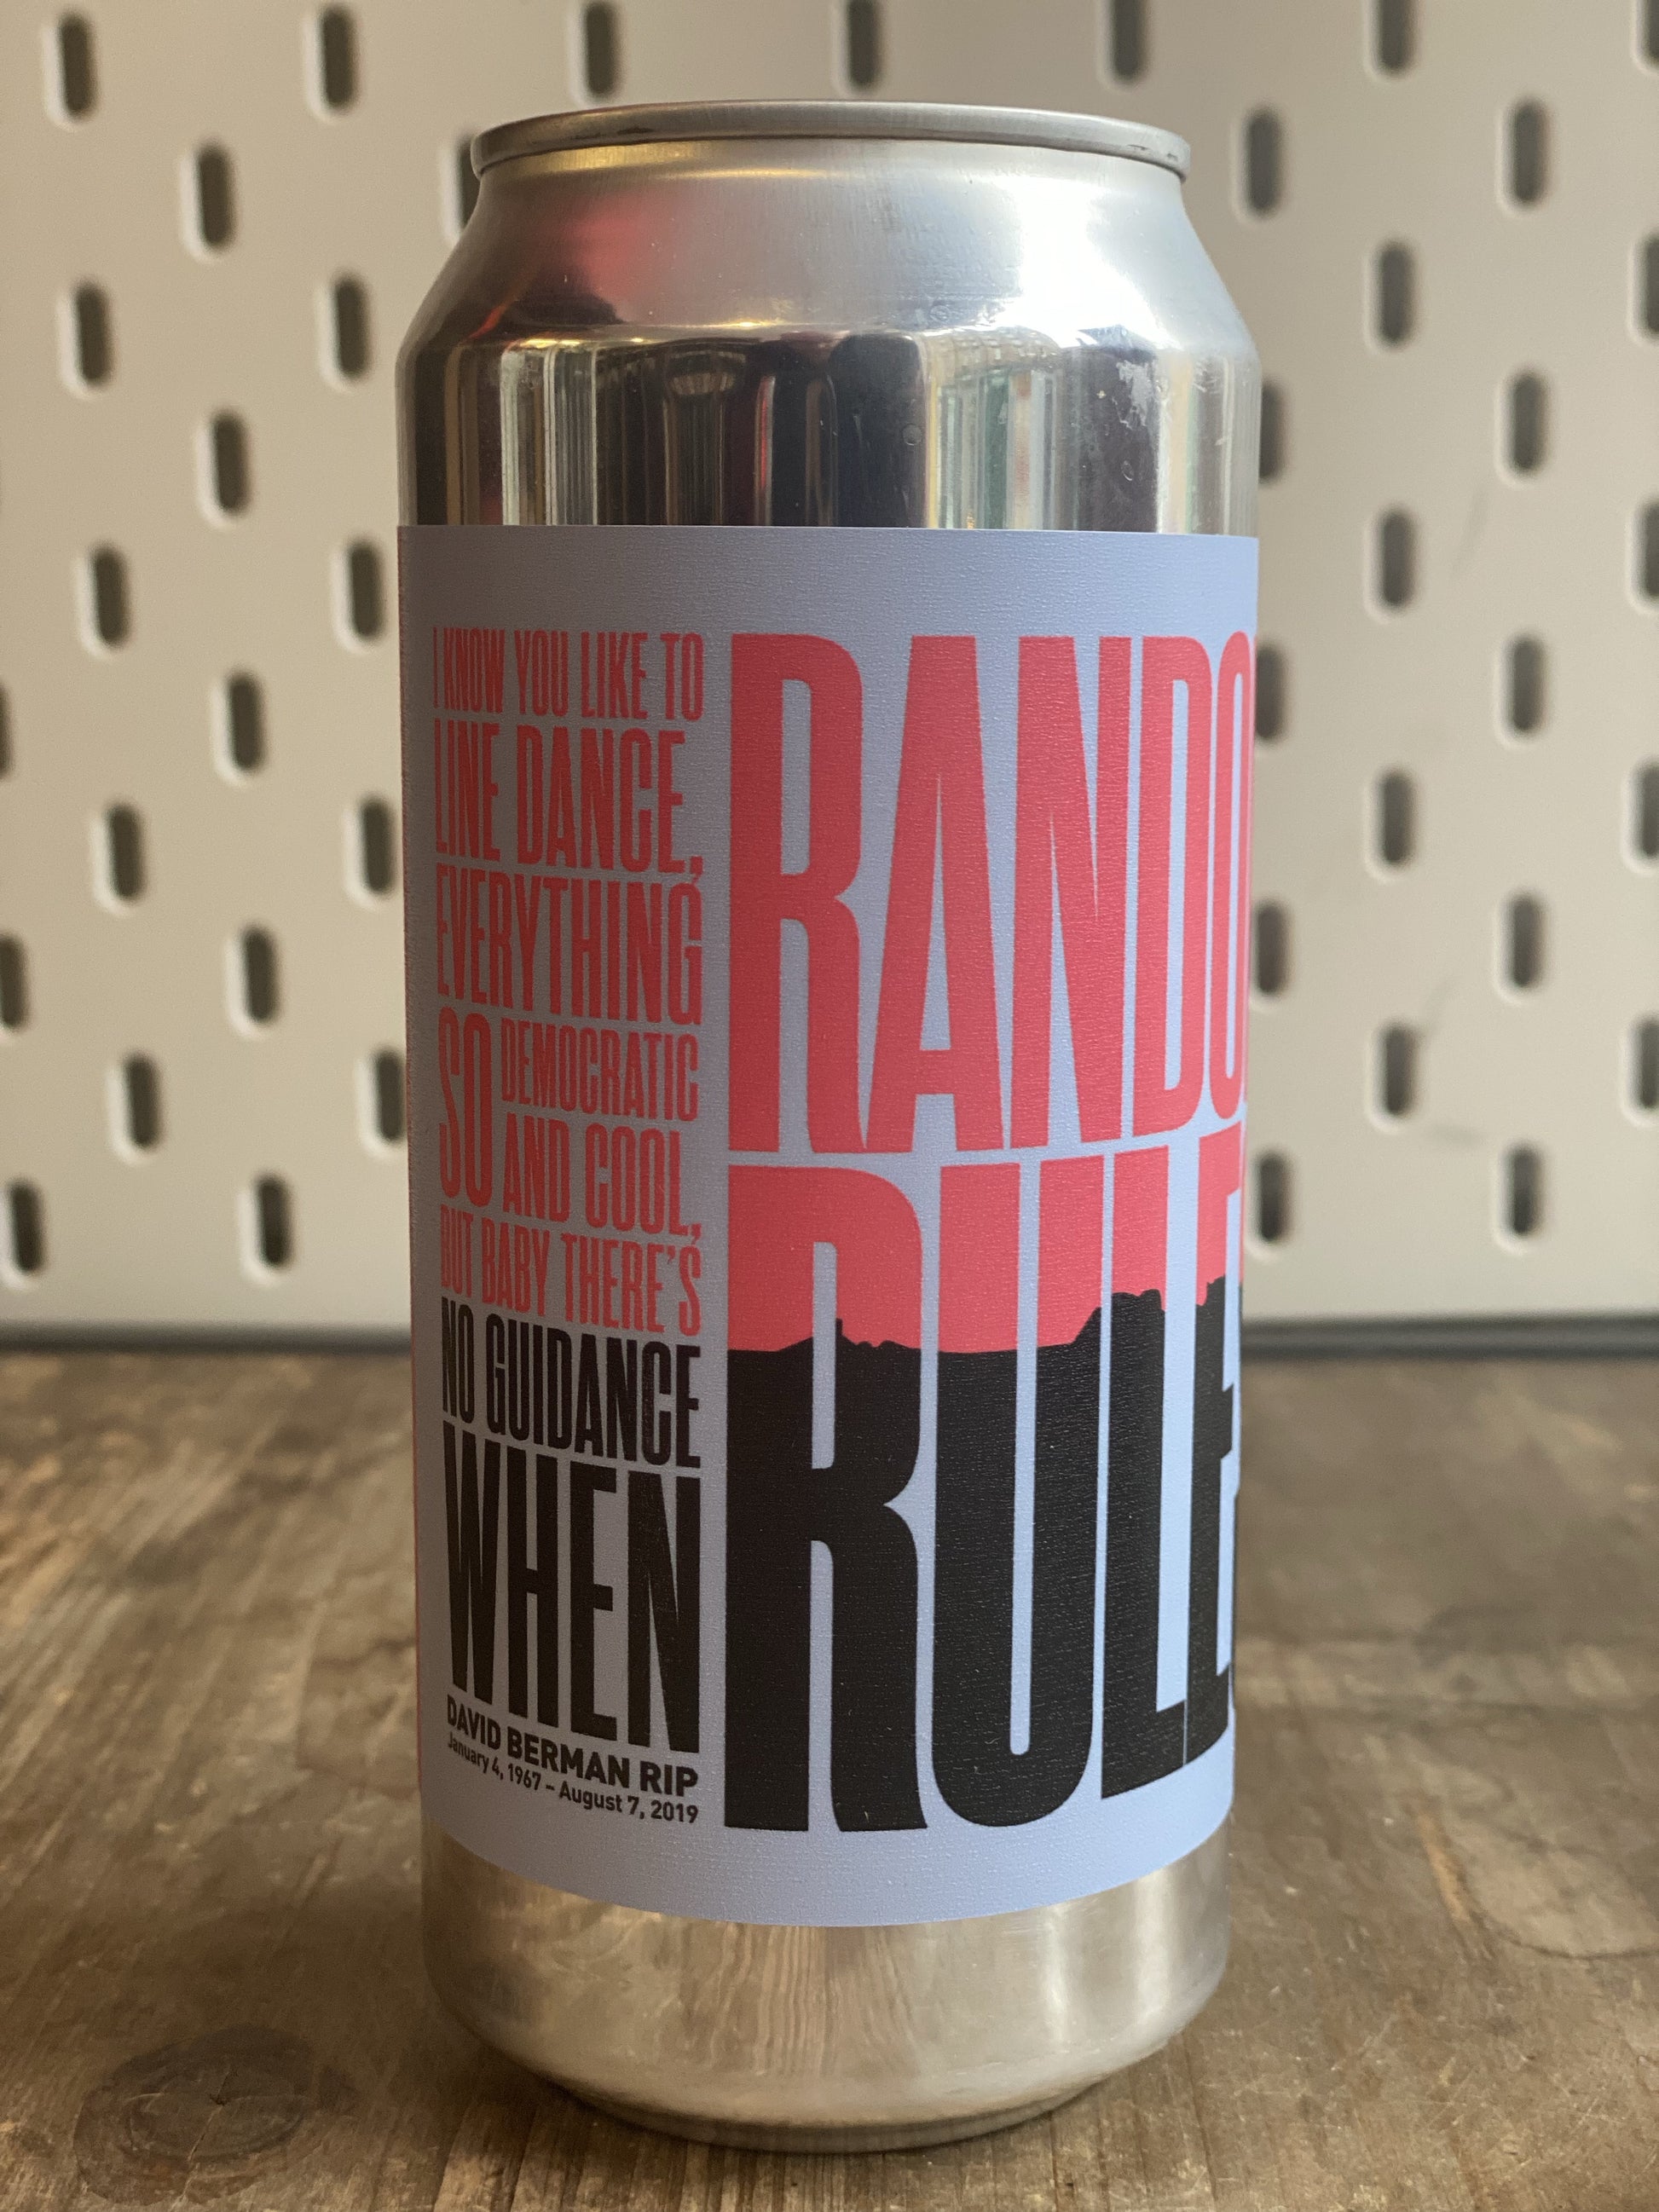 I KNOW YOU LIKE TO
LINE DANCE,
EVERYTHING
SO DEMOCRATIC
AND COOL,
BUT BABY THERE'S
NO GUIDANCE
WHEN
DAVID BERMAN RIP
January 4, 1967 – August 7, 2019
RANDO
RULES